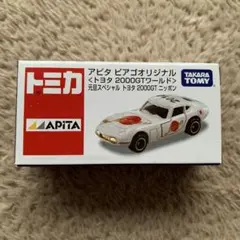 トミカ
アピタ ピアゴオリジナル
<トヨタ 2000GTワールド>
元旦スペシャル トヨタ 2000GT ニッポン
TAKARA
TOMY
APiTA